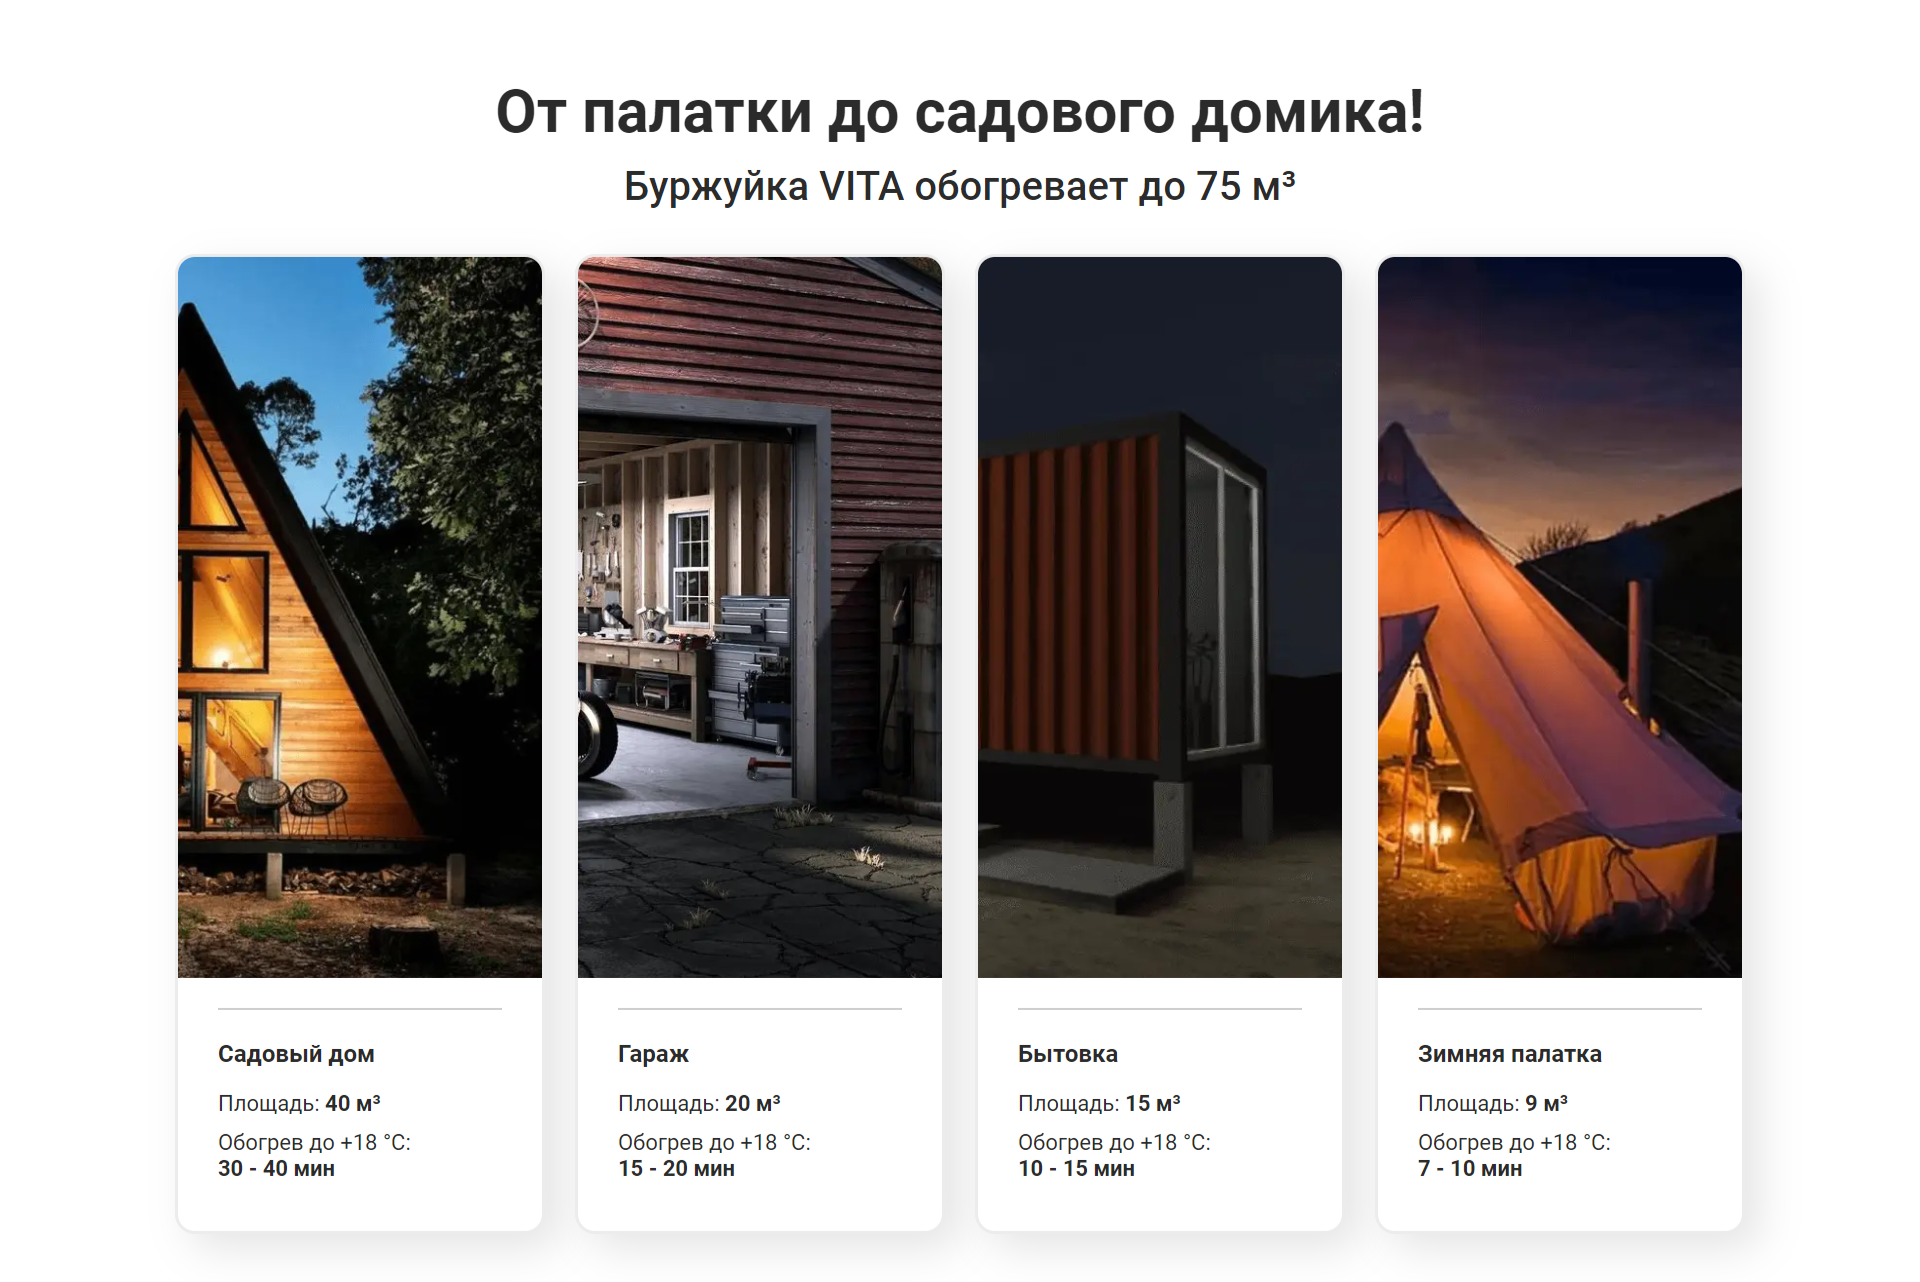 От палатки до садового домика!
Буржуйка VITA обогревает до 75 м³
Садовый дом
Площадь: 40 м³
Обогрев до +18 °C:
30 - 40 мин
Гараж
Площадь: 20 м³
Обогрев до +18 °C:
15 - 20 мин
Бытовка
Площадь: 15 м³
Обогрев до +18 °C:
10 - 15 мин
Зимняя палатка
Площадь: 9 м³
Обогрев до +18 °C:
7 - 10 мин